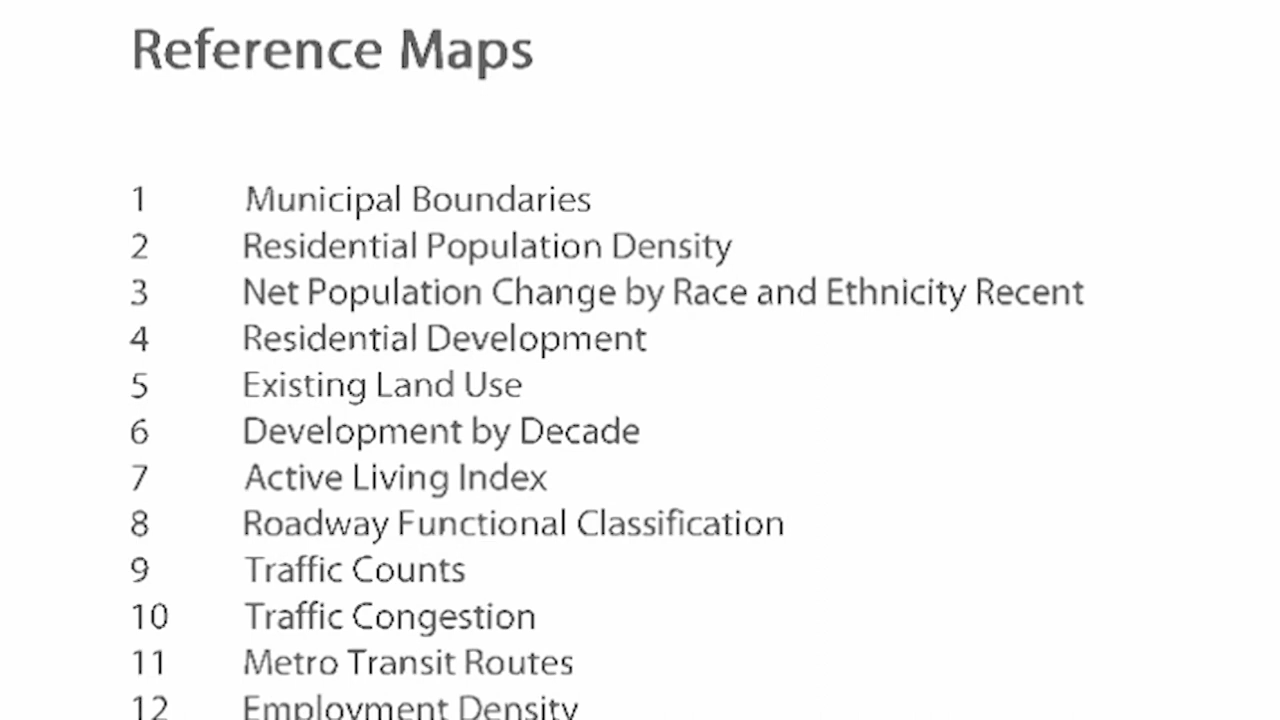 Reference Maps
1 Municipal Boundaries
2 Residential Population Density
3 Net Population Change by Race and Ethnicity Recent
4 Residential Development
5 Existing Land Use
6 Development by Decade
7 Active Living Index
8 Roadway Functional Classification
9 Traffic Counts
10 Traffic Congestion
11 Metro Transit Routes
12 Employment Density